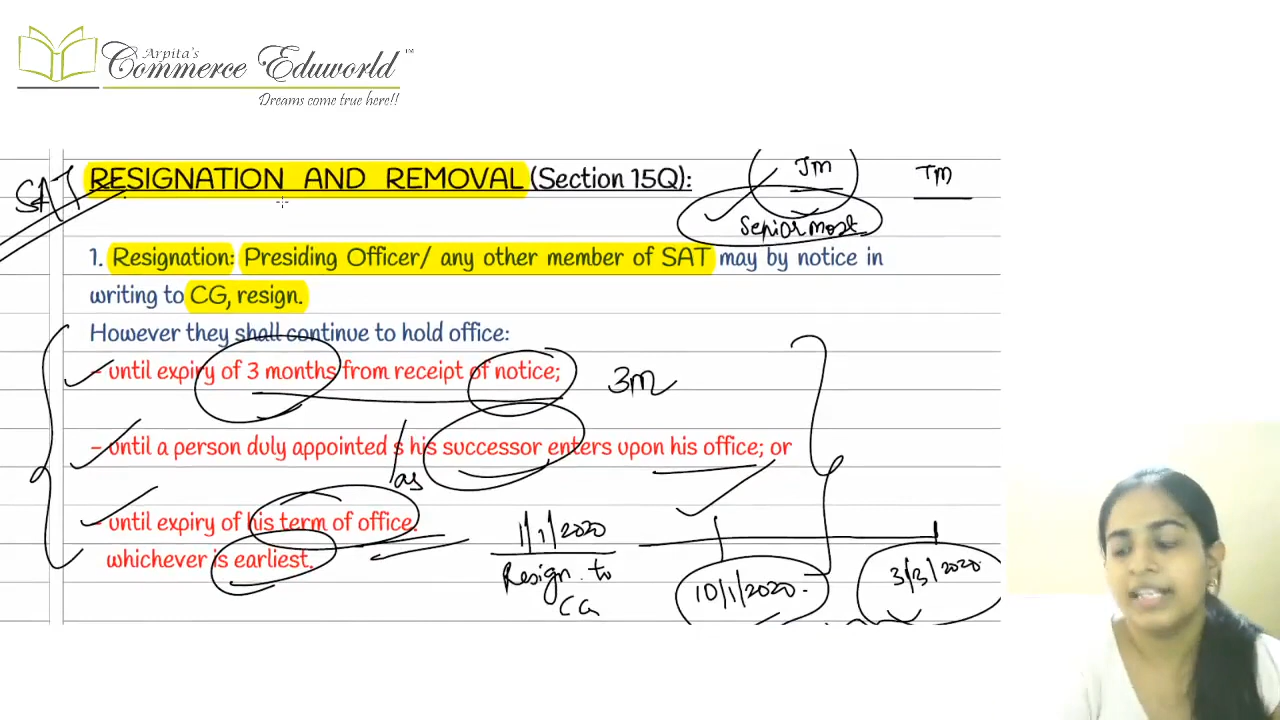 Arpita's
Commerce Eduworld™
Dreams come true here!!
SAT RESIGNATION AND REMOVAL (Section 15Q):
Jm
Tm
Senior most
1. Resignation: Presiding Officer/ any other member of SAT may by notice in
writing to CG, resign.
However they shall continue to hold office:
- until expiry of 3 months from receipt of notice;
3m
- until a person duly appointed s his successor enters upon his office; or
/as
- until expiry of his term of office.
whichever is earliest.
1/1/2020
Resign to
CG
10/1/2020.
3/3/2020